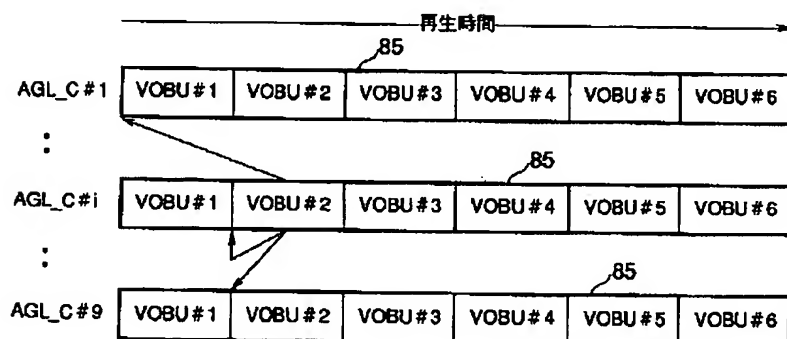 再生時間
85
AGL_C#1 VOBU#1 VOBU#2 VOBU#3 VOBU#4 VOBU#5 VOBU#6
85
AGL_C#i VOBU#1 VOBU#2 VOBU#3 VOBU#4 VOBU#5 VOBU#6
85
AGL_C#9 VOBU#1 VOBU#2 VOBU#3 VOBU#4 VOBU#5 VOBU#6